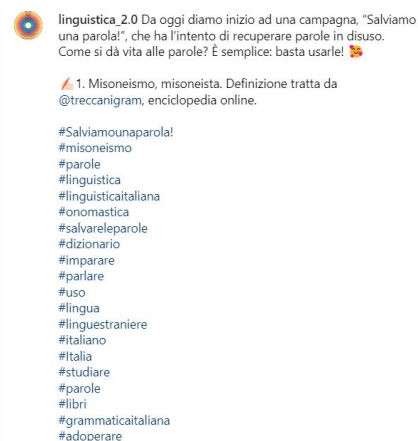 linguistica_2.0 Da oggi diamo inizio ad una campagna, "Salviamo
una parola!", che ha l'intento di recuperare parole in disuso.
Come si dà vita alle parole? È semplice: basta usarle! 🥰
✍🏻 1. Misoneismo, misoneista. Definizione tratta da
@treccanigram, enciclopedia online.
#Salviamounaparola!
#misoneismo
#parole
#linguistica
#linguisticaitaliana
#onomastica
#salvareleparole
#dizionario
#imparare
#parlare
#uso
#lingua
#linguestraniere
#italiano
#Italia
#studiare
#parole
#libri
#grammaticaitaliana
#adoperare